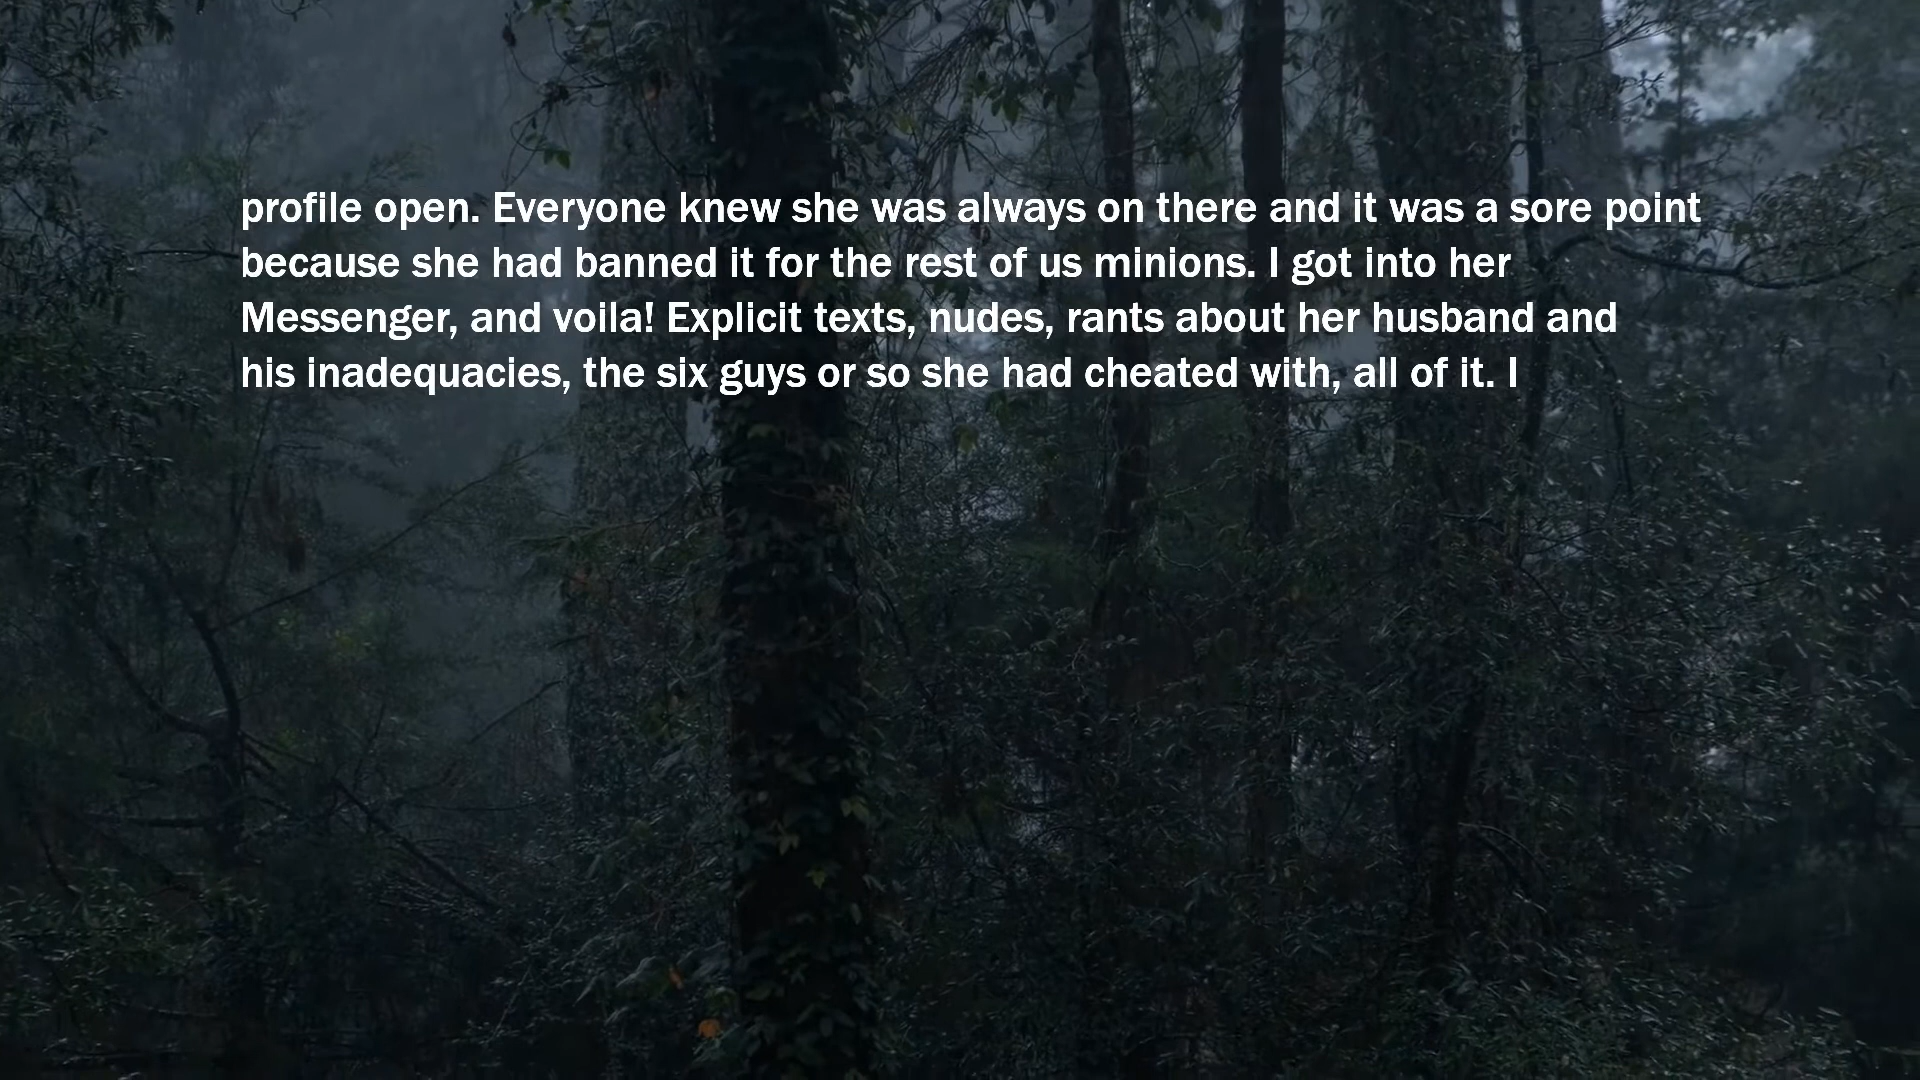 profile open. Everyone knew she was always on there and it was a sore point
because she had banned it for the rest of us minions. I got into her
Messenger, and voila! Explicit texts, nudes, rants about her husband and
his inadequacies, the six guys or so she had cheated with, all of it. I